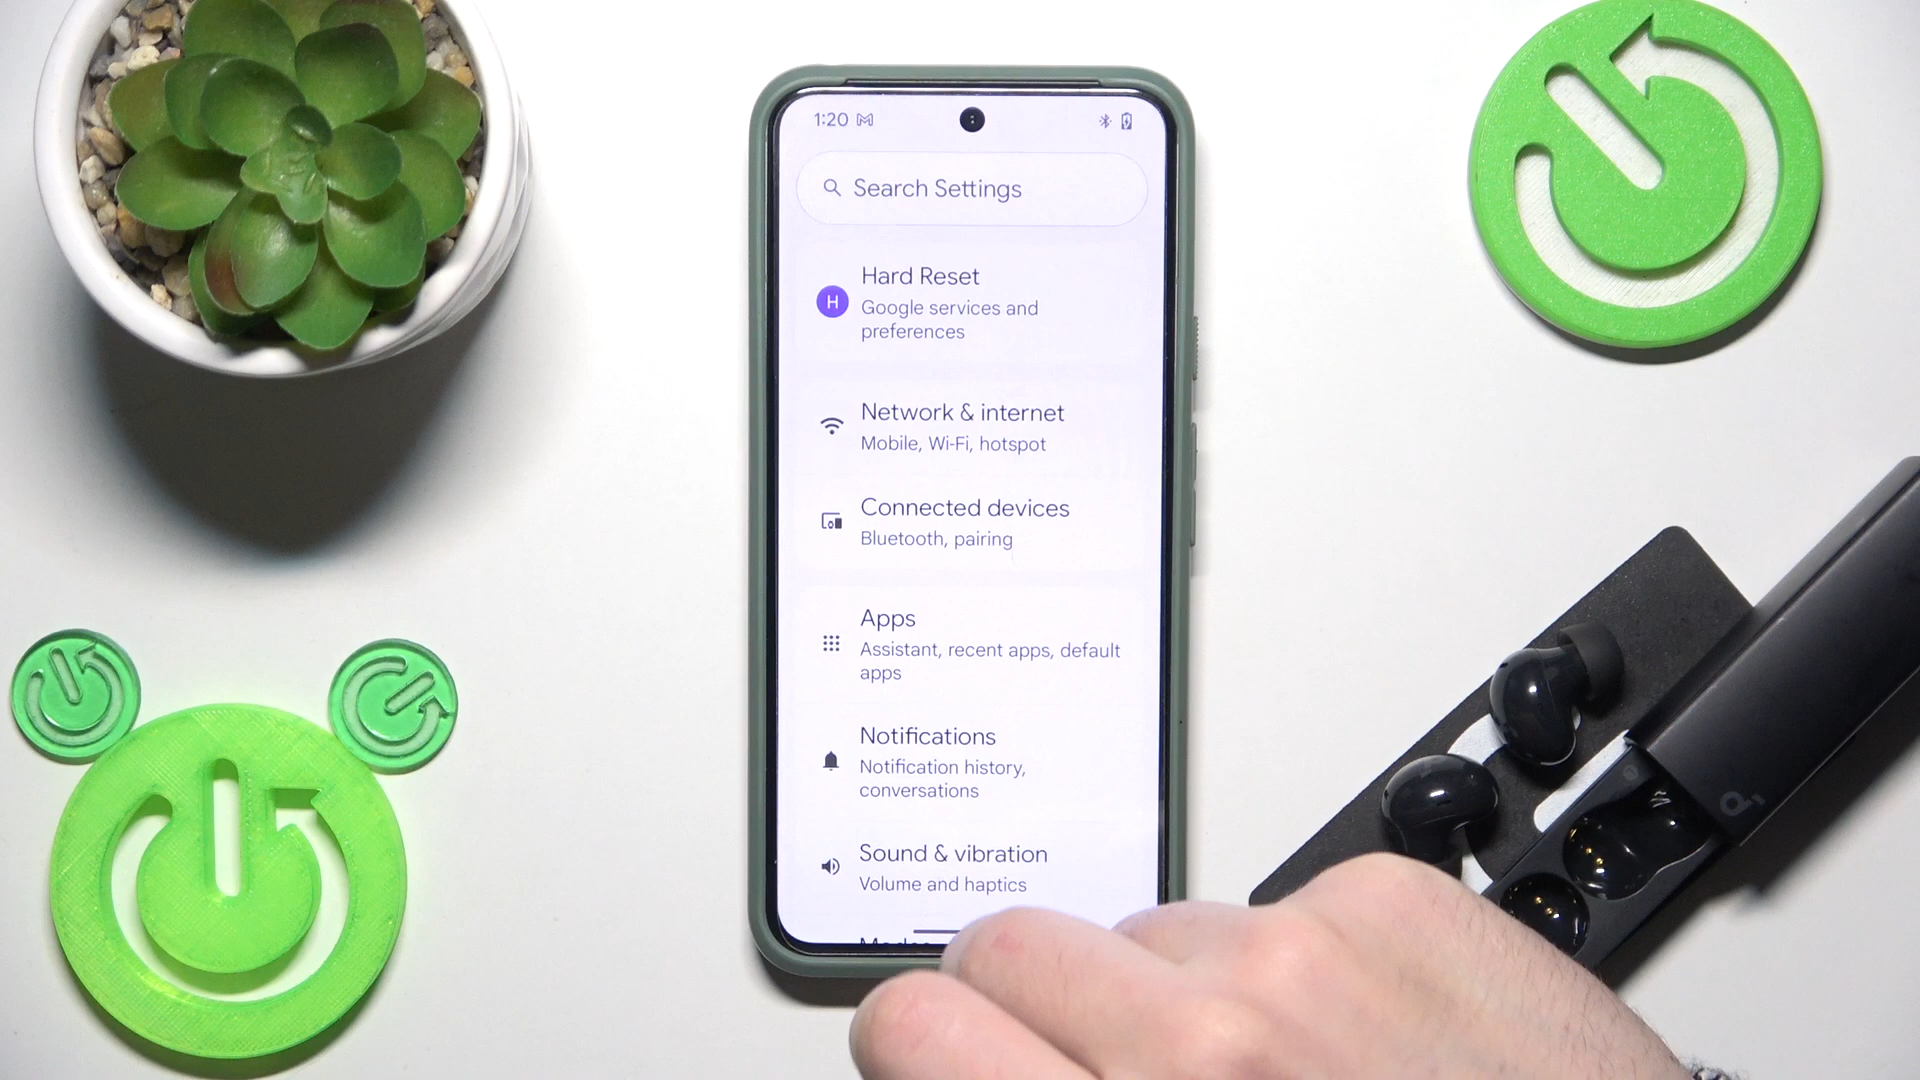 1:20
Search Settings
H
Hard Reset
Google services and
preferences
Network & internet
Mobile, Wi-Fi, hotspot
Connected devices
Bluetooth, pairing
Apps
Assistant, recent apps, default
apps
Notifications
Notification history,
conversations
Sound & vibration
Volume and haptics